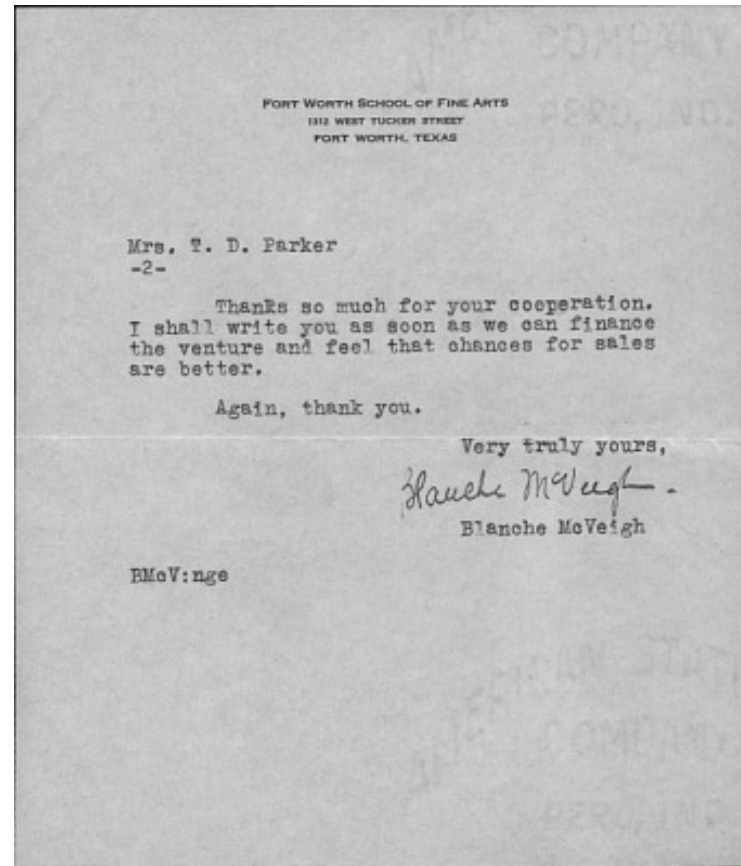 FORT WORTH SCHOOL OF FINE ARTS
1312 WEST TUCKER STREET
FORT WORTH, TEXAS
Mrs. T. D. Parker
-2-
Thanks so much for your cooperation.
I shall write you as soon as we can finance
the venture and feel that chances for sales
are better.
Again, thank you.
Very truly yours,
Blanche McVeigh.
Blanche McVeigh
BMcV:nge